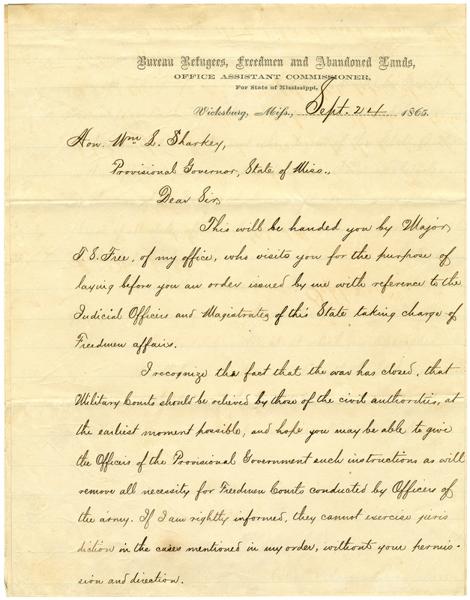 Bureau Refugees, Freedmen and Abandoned Lands,
OFFICE ASSISTANT COMMISSIONER,
For State of Mississippi,
Vicksburg, Miss., Sept. 24 1865.
Hon. Wm L. Sharkey,
Provisional Governor, State of Miss.,
Dear Sir,
This will be handed you by Major
T. S. Free, of my office, who visits you for the purpose of
laying before you an order issued by me with reference to the
Judicial Officers and Magistrates of this State taking charge of
Freedmen affairs.
I recognize the fact that the war has closed, that
Military Courts should be relieved by those of the civil authorities, at
the earliest moment possible, and hope you may be able to give
the Officers of the Provisional Government such instructions as will
remove all necessity for Freedmen Courts conducted by Officers of
the army. If I am rightly informed, they cannot exercise juris
diction in the cases mentioned in my order, without your permis-
sion and direction.